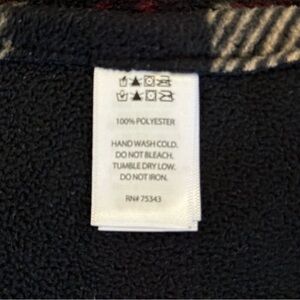 100% POLYESTER
HAND WASH COLD.
DO NOT BLEACH,
TUMBLE DRY LOW.
DO NOT IRON.
RN# 75343